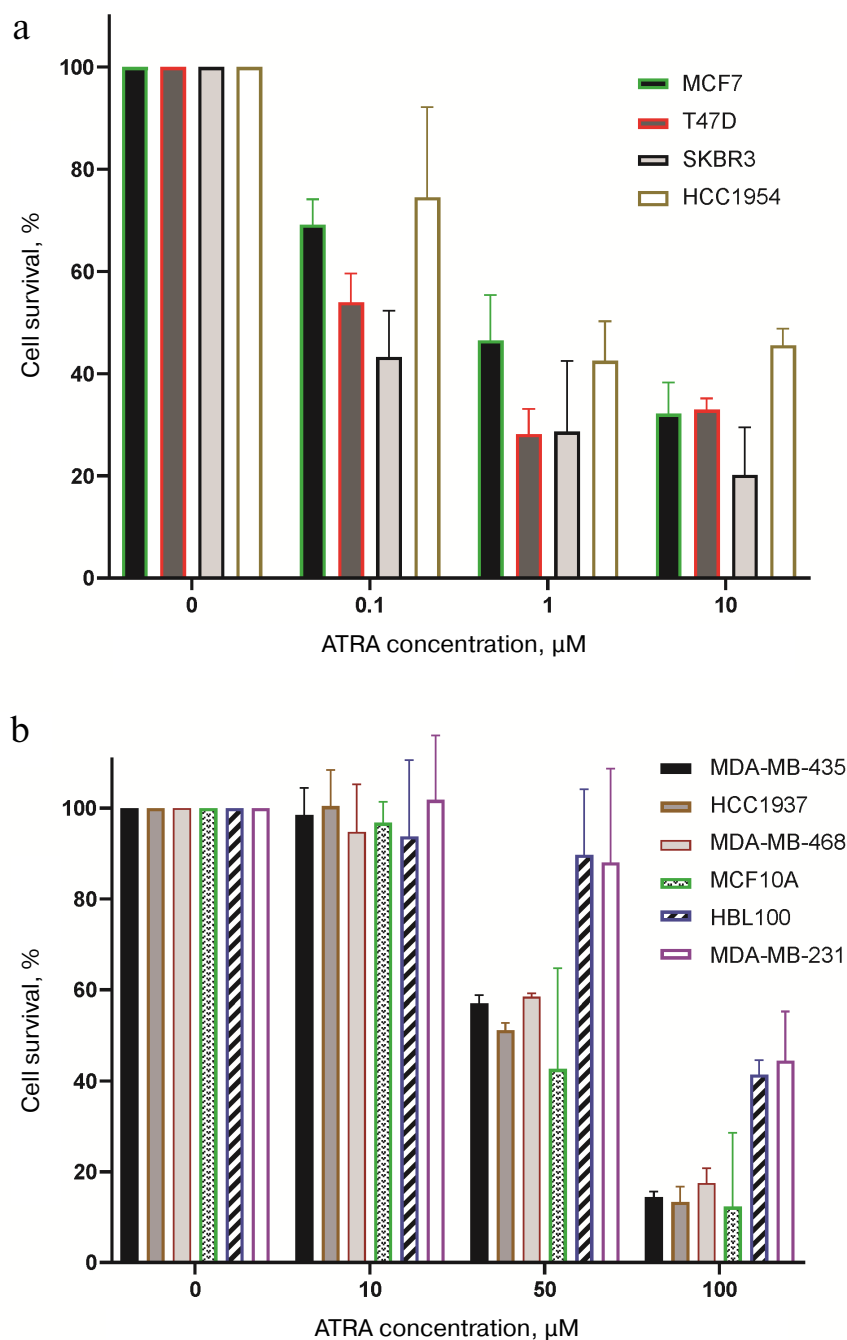 a
100
80
60
40
20
0
Cell survival, %
MCF7
T47D
SKBR3
HCC1954
0 0.1 1 10
ATRA concentration, µM
b
100
80
60
40
20
0
Cell survival, %
MDA-MB-435
HCC1937
MDA-MB-468
MCF10A
HBL100
MDA-MB-231
0 10 50 100
ATRA concentration, µM